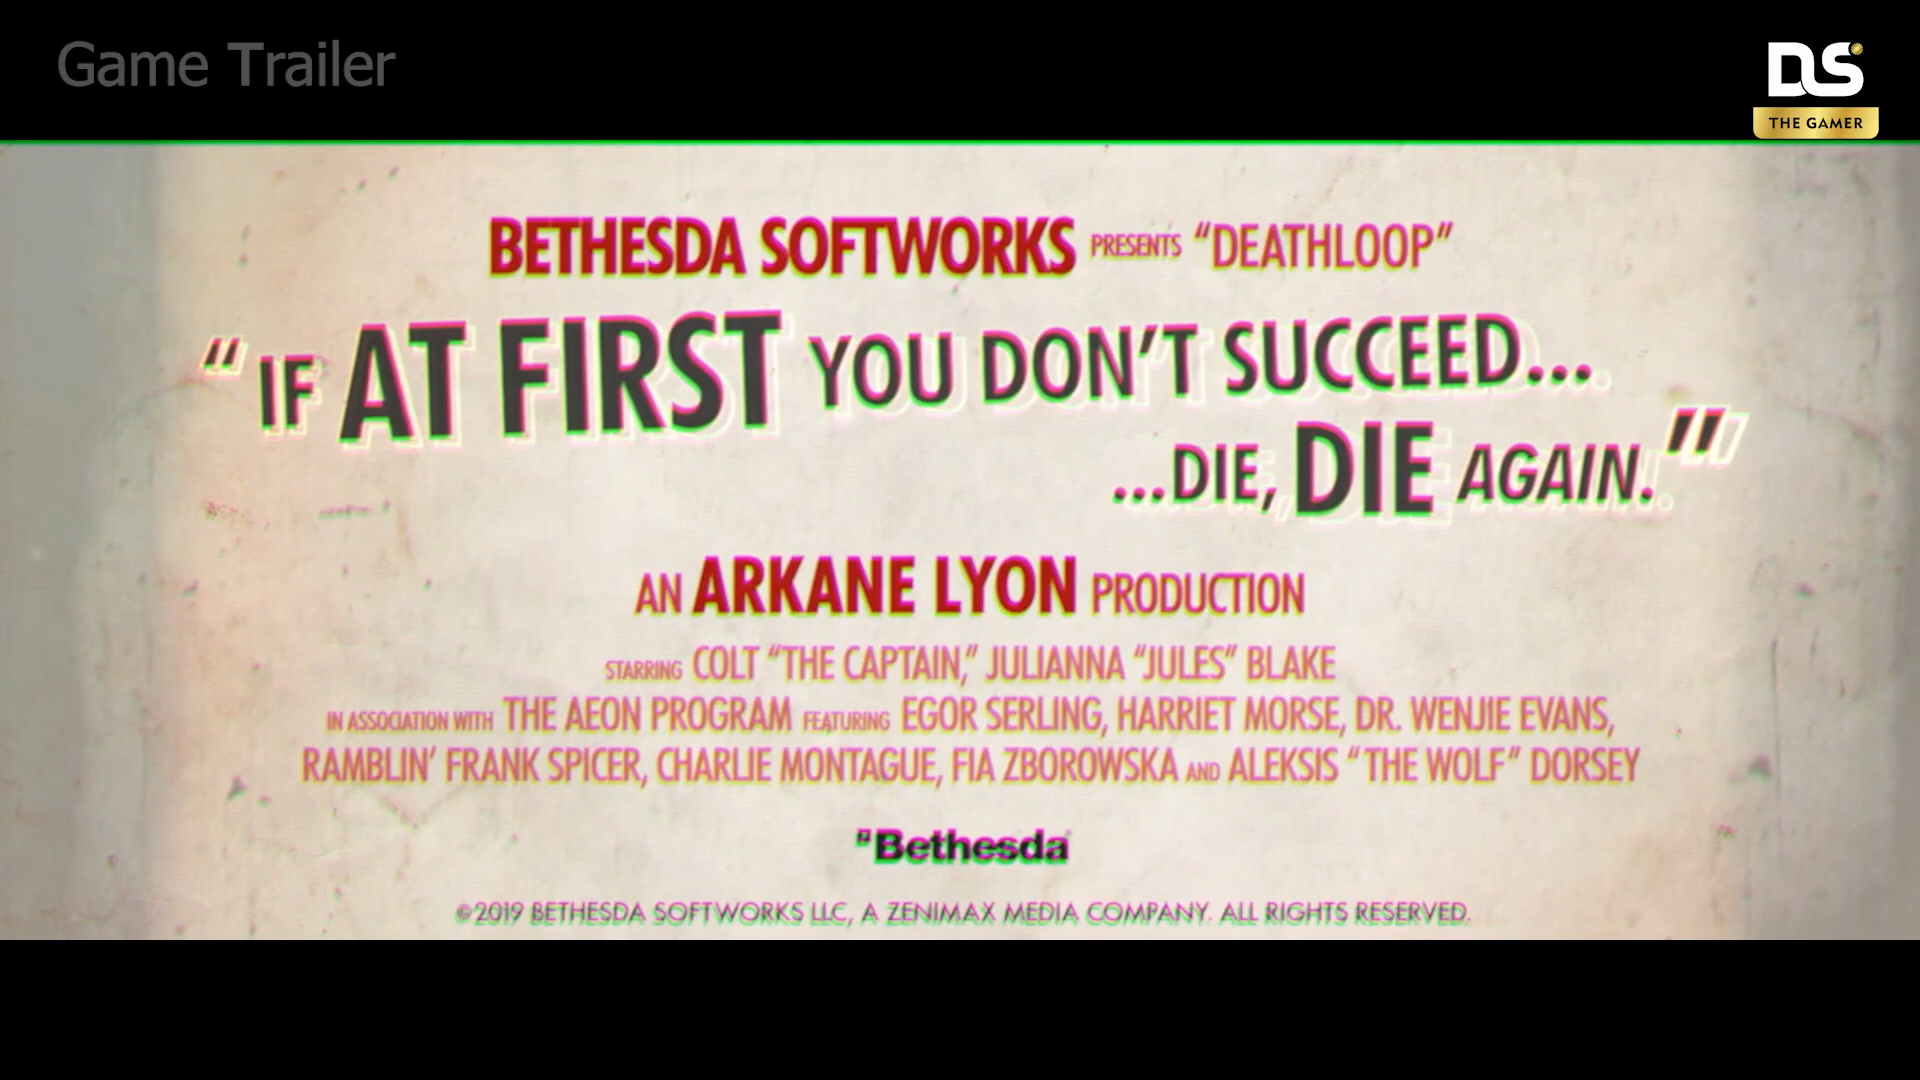 Game Trailer
DS
THE GAMER
BETHESDA SOFTWORKS PRESENTS “DEATHLOOP”
“IF AT FIRST YOU DON’T SUCCEED...
...DIE, DIE AGAIN.”
AN ARKANE LYON PRODUCTION
STARRING COLT “THE CAPTAIN,” JULIANNA “JULES” BLAKE
IN ASSOCIATION WITH THE AEON PROGRAM FEATURING EGOR SERLING, HARRIET MORSE, DR. WENJIE EVANS,
RAMBLIN’ FRANK SPICER, CHARLIE MONTAGUE, FIA ZBOROWSKA AND ALEKSIS “THE WOLF” DORSEY
Bethesda
©2019 BETHESDA SOFTWORKS LLC, A ZENIMAX MEDIA COMPANY. ALL RIGHTS RESERVED.